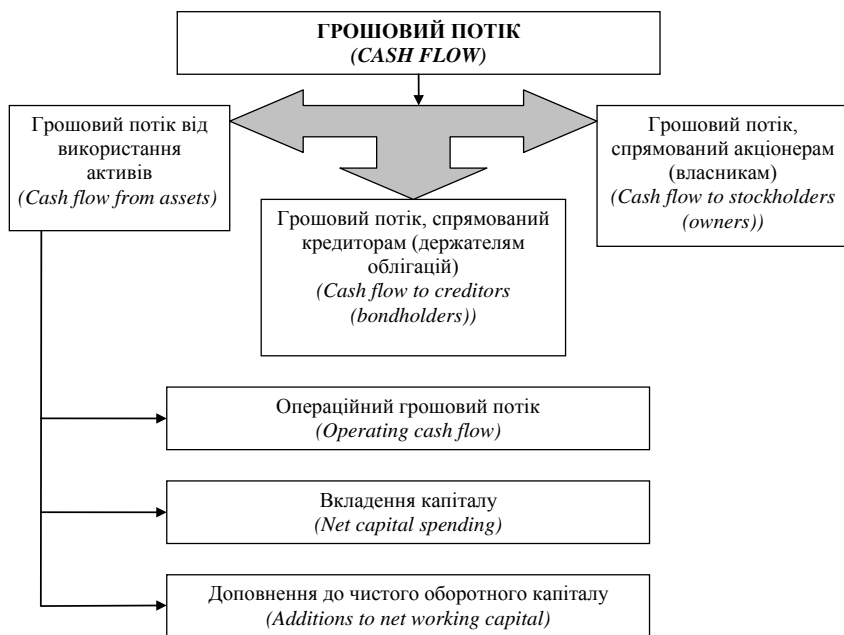 ГРОШОВИЙ ПОТІК
(CASH FLOW)
Грошовий потік від
використання
активів
(Cash flow from assets)
Грошовий потік, спрямований
кредиторам (держателям
облігацій)
(Cash flow to creditors
(bondholders))
Грошовий потік,
спрямований акціонерам
(власникам)
(Cash flow to stockholders
(owners))
Операційний грошовий потік
(Operating cash flow)
Вкладення капіталу
(Net capital spending)
Доповнення до чистого оборотного капіталу
(Additions to net working capital)